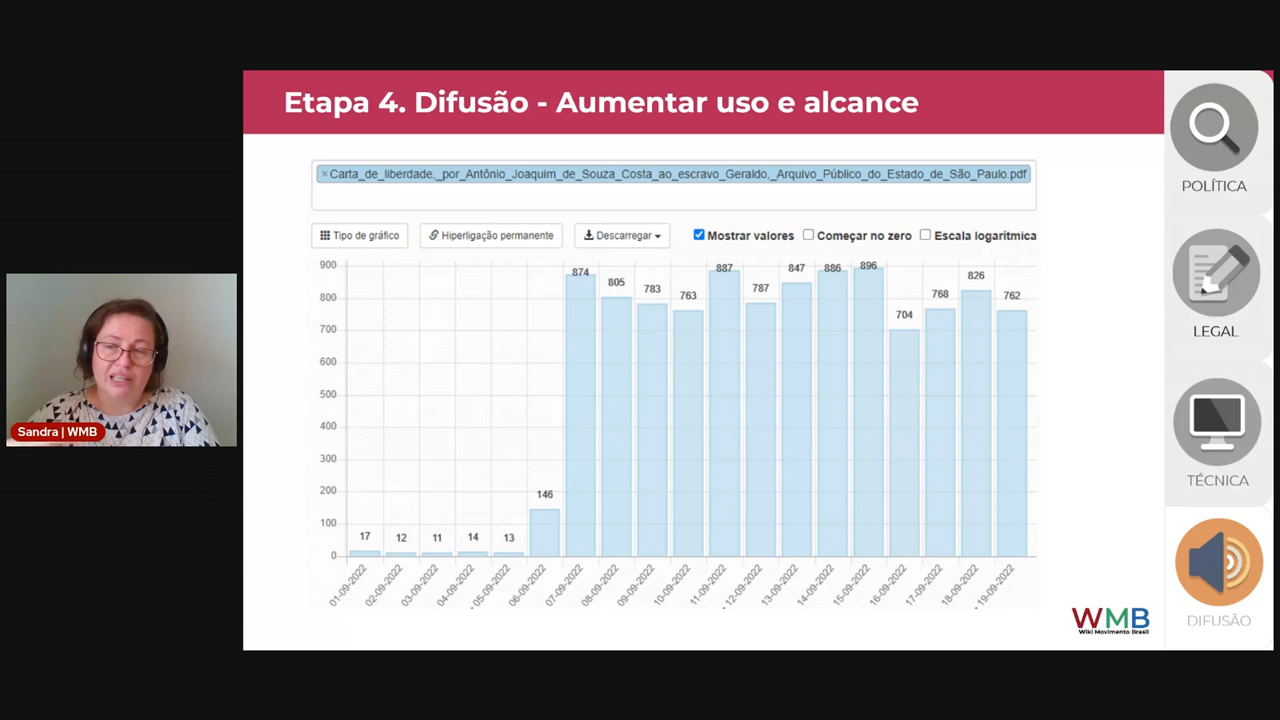 Etapa 4. Difusão - Aumentar uso e alcance
×Carta_de_liberdade,_por_Antônio_Joaquim_de_Souza_Costa_ao_escravo_Geraldo,_Arquivo_Público_do_Estado_de_São_Paulo.pdf
Tipo de gráfico Hiperligação permanente Descarregar Mostrar valores Começar no zero Escala logarítmica
900
800
700
600
500
400
300
200
100
0
17 12 11 14 13 146 874 805 783 763 887 787 847 886 896 704 768 826 762
01-09-2022 02-09-2022 03-09-2022 04-09-2022 05-09-2022 06-09-2022 07-09-2022 08-09-2022 09-09-2022 10-09-2022 11-09-2022 12-09-2022 13-09-2022 14-09-2022 15-09-2022 16-09-2022 17-09-2022 18-09-2022 19-09-2022
POLÍTICA
LEGAL
TÉCNICA
DIFUSÃO
WMB
Wiki Movimento Brasil
Sandra | WMB